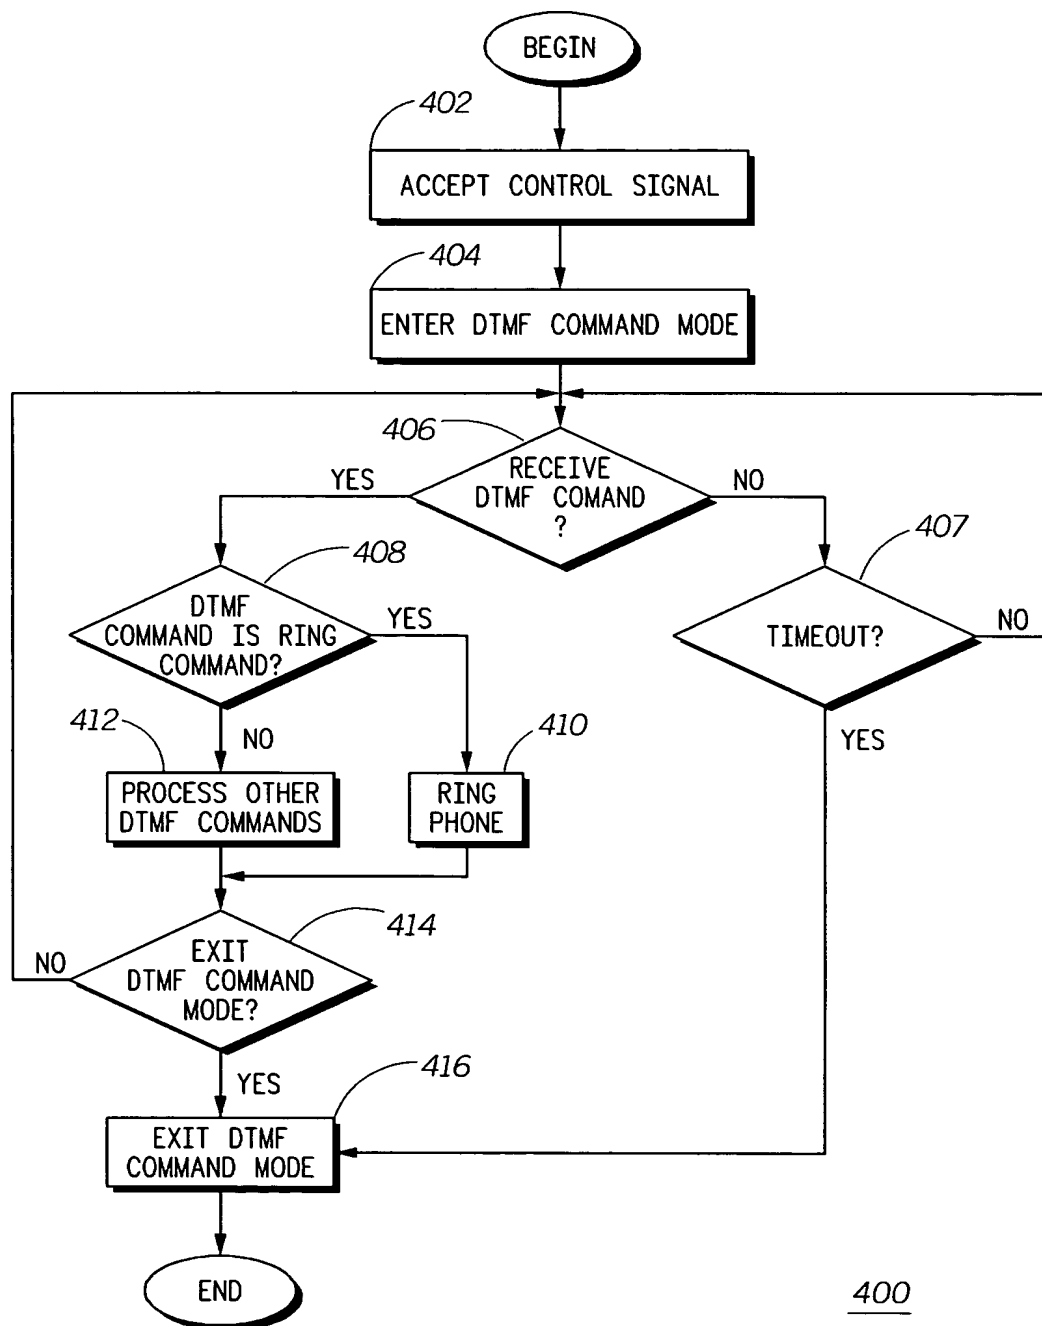 BEGIN
402
ACCEPT CONTROL SIGNAL
404
ENTER DTMF COMMAND MODE
406
RECEIVE
DTMF COMAND
?
YES
NO
407
TIMEOUT?
NO
YES
408
DTMF
COMMAND IS RING
COMMAND?
YES
NO
412
PROCESS OTHER
DTMF COMMANDS
410
RING
PHONE
414
EXIT
DTMF COMMAND
MODE?
NO
YES
416
EXIT DTMF
COMMAND MODE
END
400